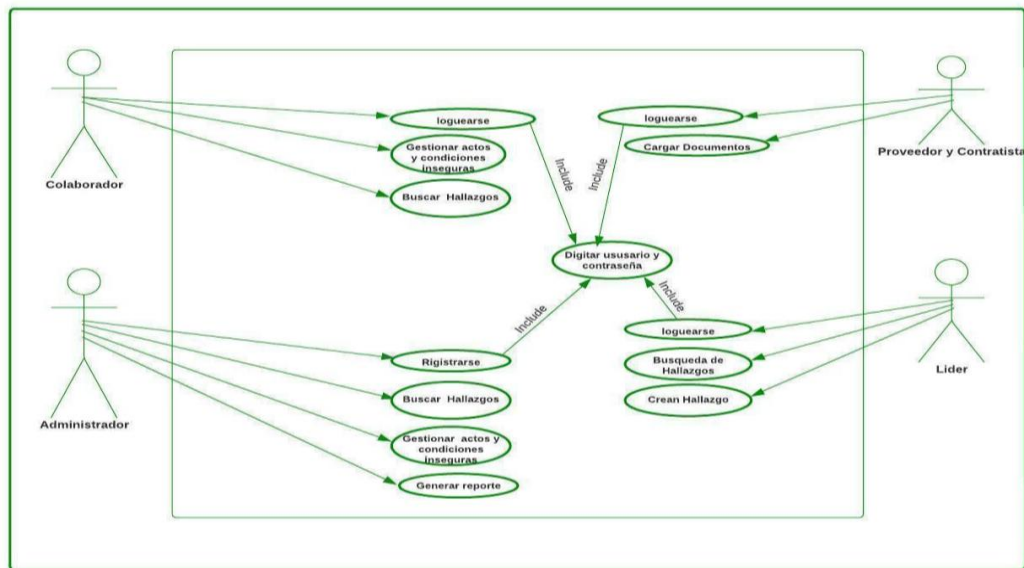 loguearse
Gestionar actos
y condiciones
inseguras
Buscar Hallazgos
Colaborador
loguearse
Cargar Documentos
Proveedor y Contratista
Include
Include
Digitar ususario y
contraseña
Include
Include
Rigistrarse
Buscar Hallazgos
Gestionar actos y
condiciones
inseguras
Generar reporte
Administrador
loguearse
Busqueda de
Hallazgos
Crean Hallazgo
Lider